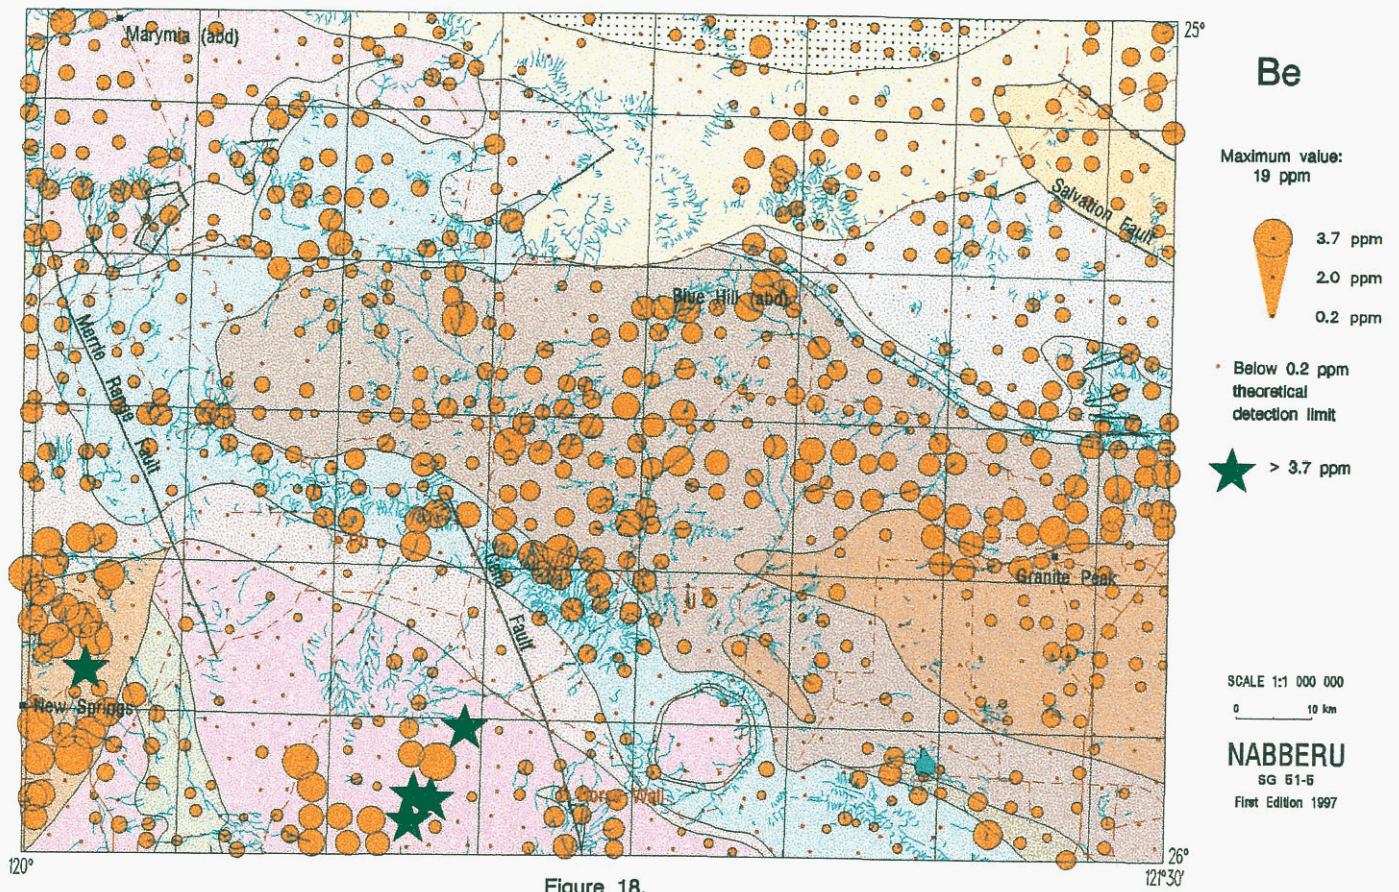 Marymia (abd)
25°
Be
Maximum value:
19 ppm
3.7 ppm
2.0 ppm
0.2 ppm
Below 0.2 ppm
theoretical
detection limit
> 3.7 ppm
Salvation Fault
Blue Hill (abd)
Merrie Range Fault
Fault
Granite Peak
New Springs
SCALE 1:1 000 000
0 10 km
NABBERU
SG 51-5
First Edition 1997
120°
26°
121°30'
Figure 18.